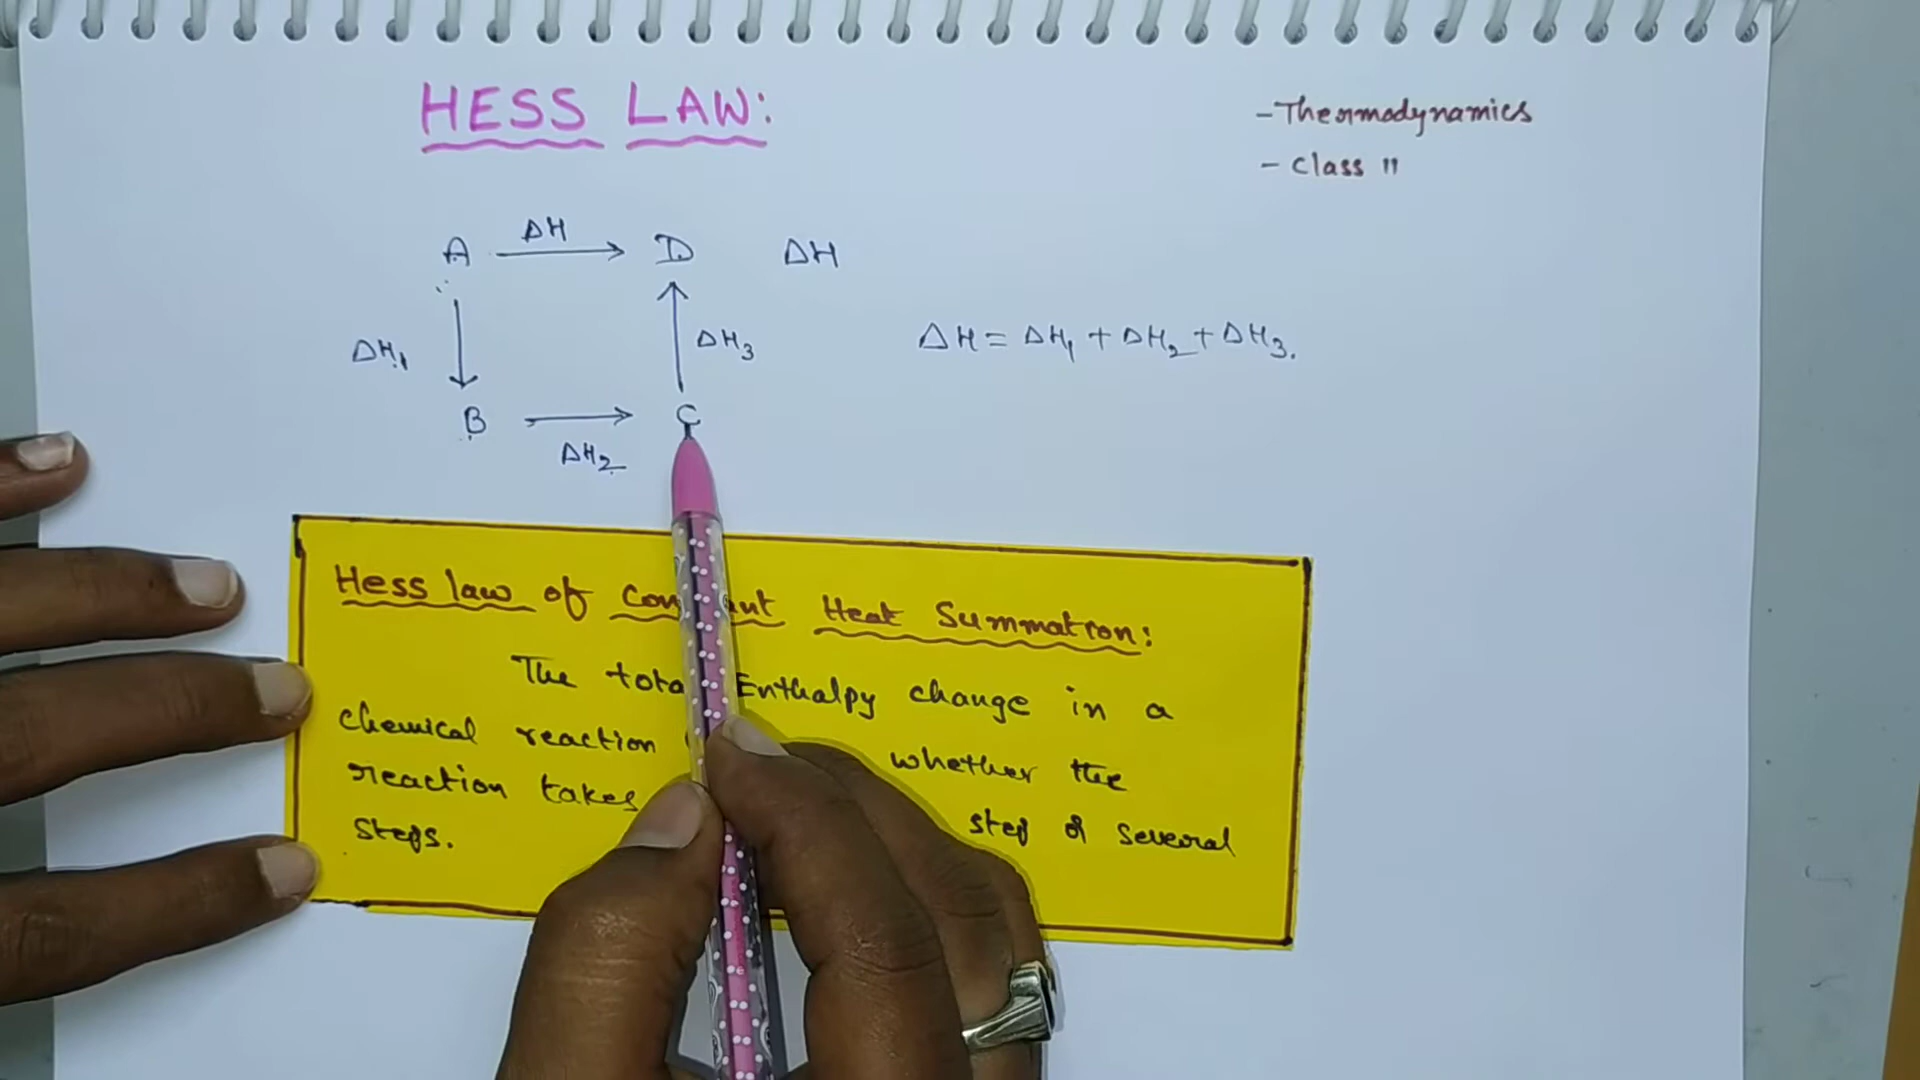 HESS LAW:
- Thermodynamics
- Class 11
A ΔH D ΔH
ΔH1 ΔH3
ΔH = ΔH1 + ΔH2 + ΔH3.
B C
ΔH2
Hess law of Heat Summation:
The Enthalpy change in a
chemical reaction whether the
reaction takes step of several
steps.